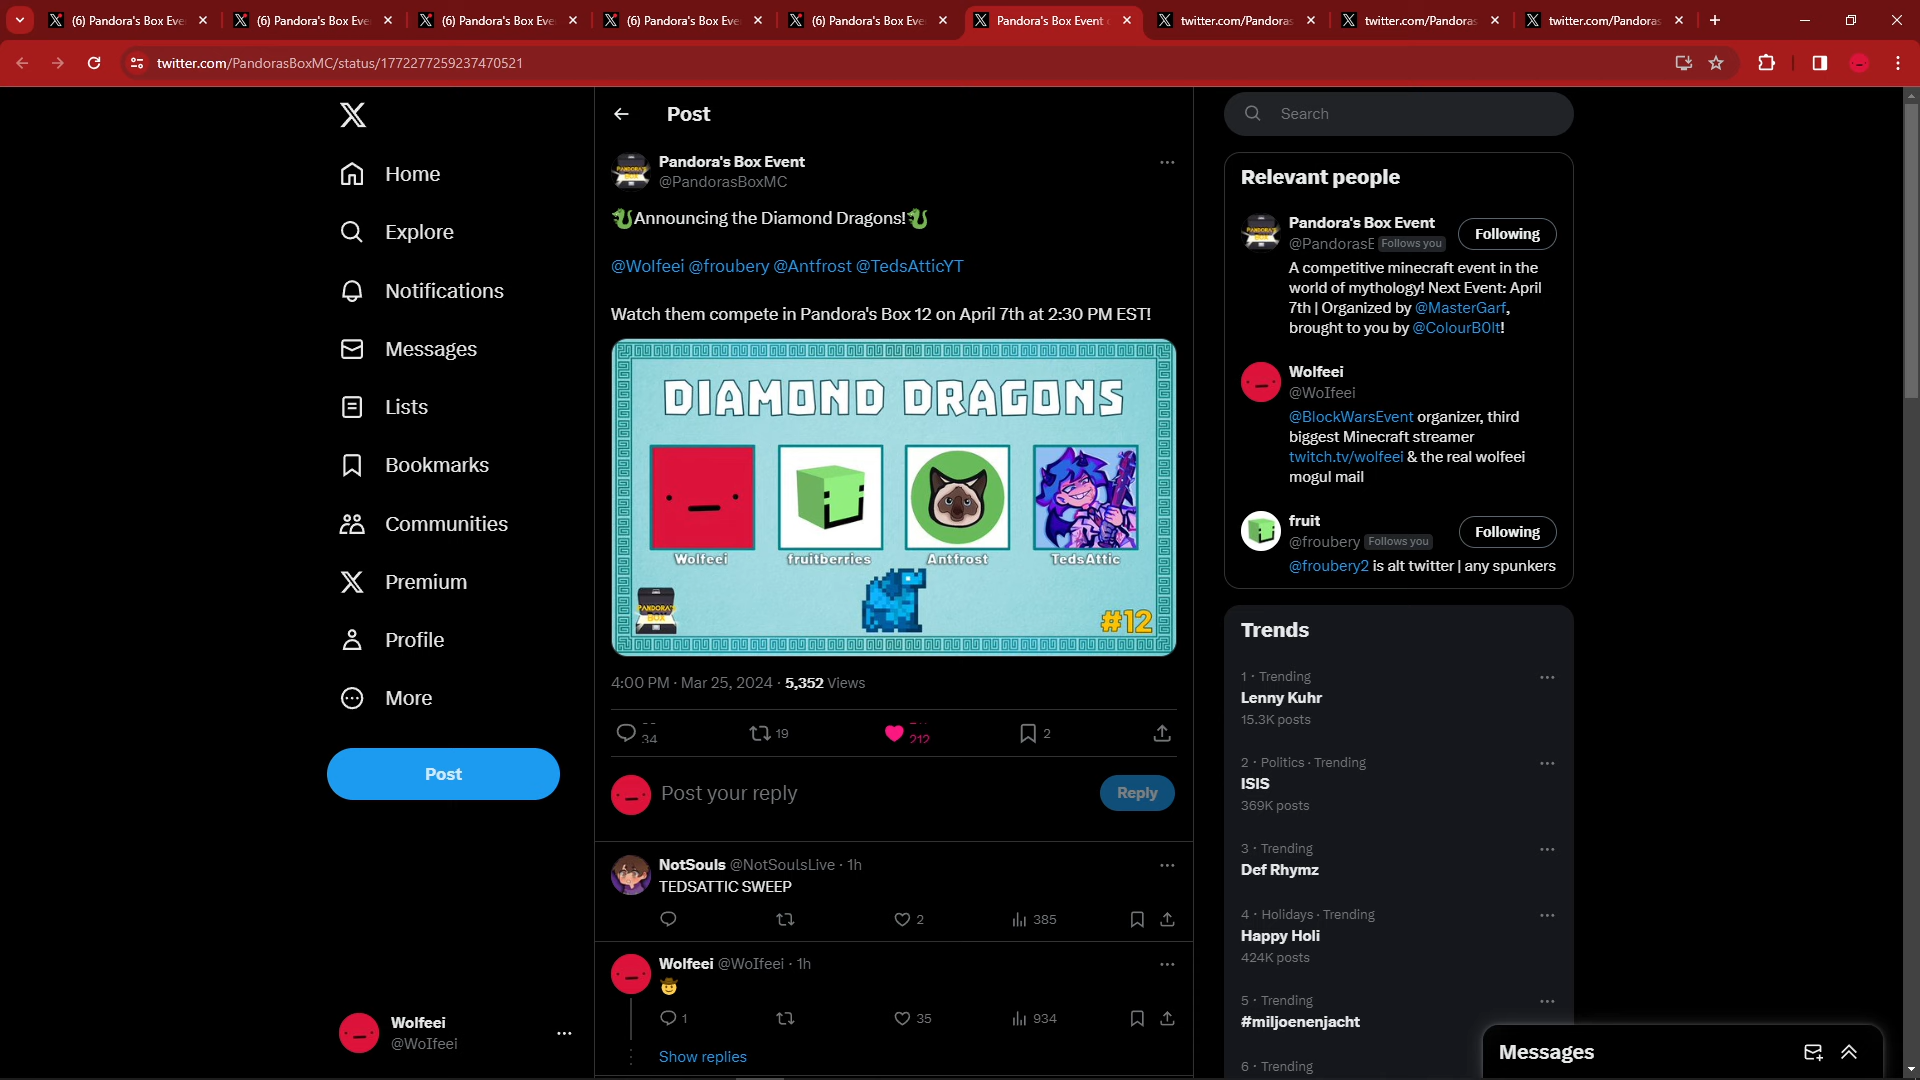 (6) Pandora's Box Eve
(6) Pandora's Box Eve
(6) Pandora's Box Eve
(6) Pandora's Box Eve
(6) Pandora's Box Eve
Pandora's Box Event
twitter.com/Pandoras
twitter.com/Pandoras
twitter.com/Pandoras
twitter.com/PandorasBoxMC/status/1772277259237470521
Home
Explore
Notifications
Messages
Lists
Bookmarks
Communities
Premium
Profile
More
Post
Wolfeei
@WoIfeei
Post
Pandora's Box Event
@PandorasBoxMC
Announcing the Diamond Dragons!
@WoIfeei @froubery @Antfrost @TedsAtticYT
Watch them compete in Pandora's Box 12 on April 7th at 2:30 PM EST!
DIAMOND DRAGONS
Wolfeei
fruitberries
Antfrost
TedsAttic
PANDORA'S
BOX
#12
4:00 PM · Mar 25, 2024 · 5,352 Views
34
19
212
2
Post your reply
Reply
NotSouls @NotSoulsLive · 1h
TEDSATTIC SWEEP
2
385
Wolfeei @WoIfeei · 1h
1
35
934
Show replies
Search
Relevant people
Pandora's Box Event
@PandorasE Follows you
Following
A competitive minecraft event in the
world of mythology! Next Event: April
7th | Organized by @MasterGarf,
brought to you by @ColourB0lt!
Wolfeei
@WoIfeei
@BlockWarsEvent organizer, third
biggest Minecraft streamer
twitch.tv/wolfeei & the real wolfeei
mogul mail
fruit
@froubery Follows you
Following
@froubery2 is alt twitter | any spunkers
Trends
1 · Trending
Lenny Kuhr
15.3K posts
2 · Politics · Trending
ISIS
369K posts
3 · Trending
Def Rhymz
4 · Holidays · Trending
Happy Holi
424K posts
5 · Trending
#miljoenenjacht
6 · Trending
Messages